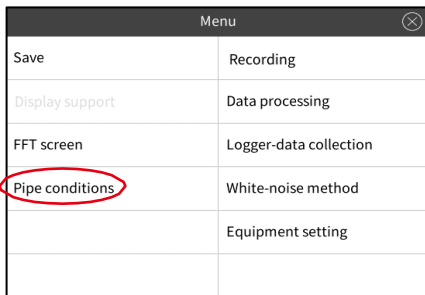 Menu
Save
Recording
Display support
Data processing
FFT screen
Logger-data collection
Pipe conditions
White-noise method
Equipment setting